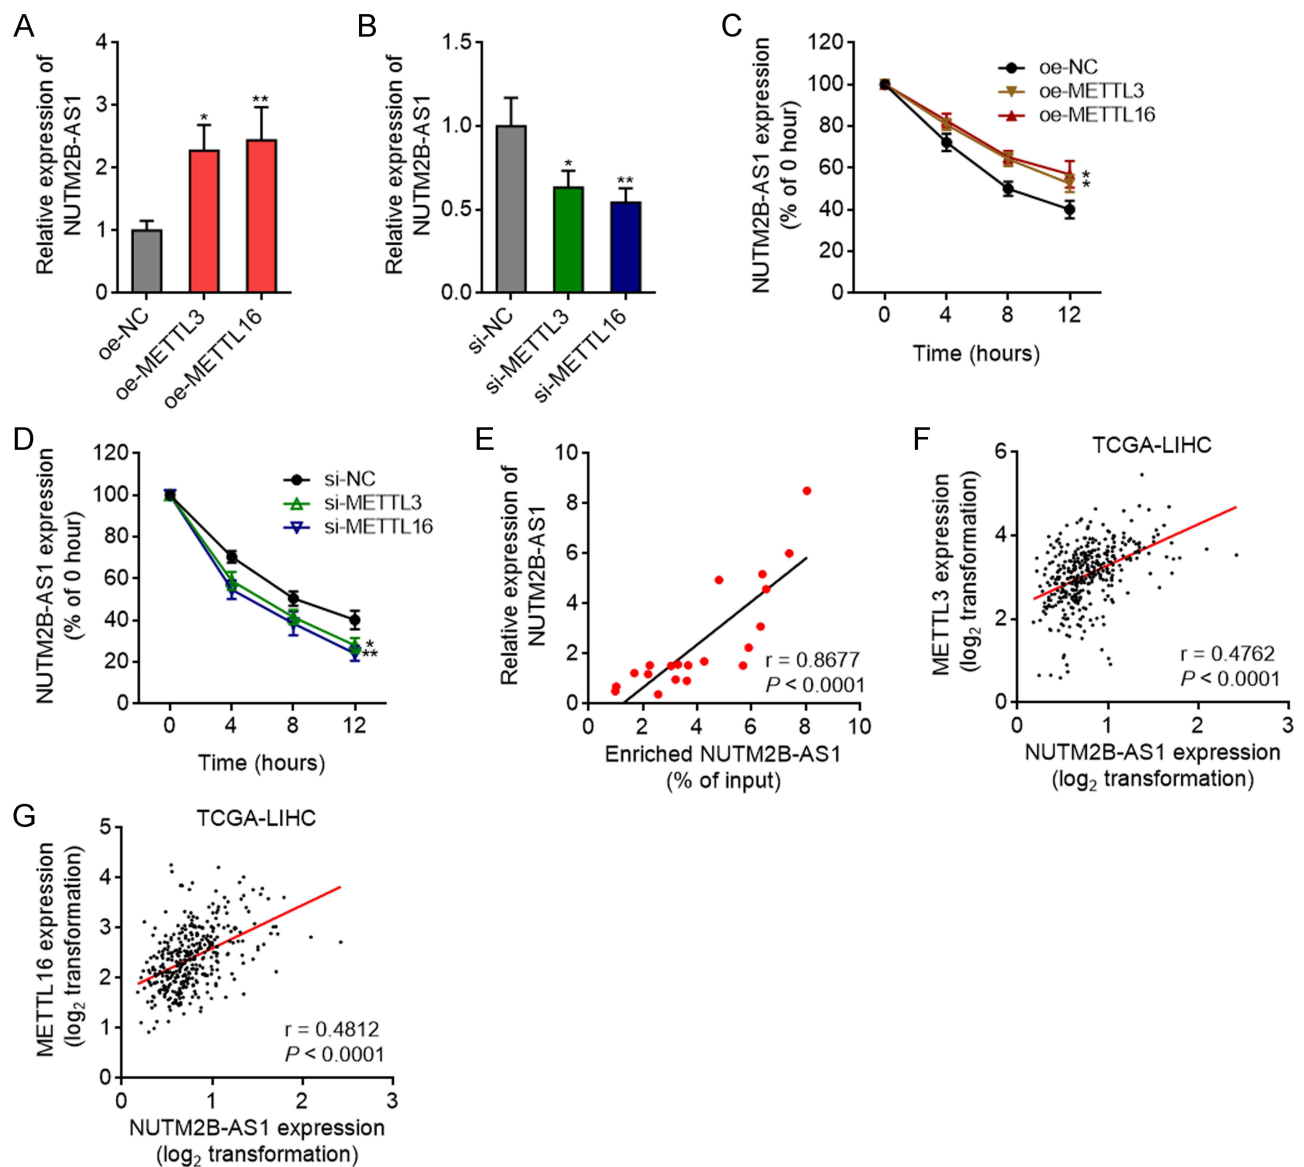 A
Relative expression of
NUTM2B-AS1
4
3
2
1
0
*
**
oe-NC
oe-METTL3
oe-METTL16
B
Relative expression of
NUTM2B-AS1
1.5
1.0
0.5
0.0
*
**
si-NC
si-METTL3
si-METTL16
C
NUTM2B-AS1 expression
(% of 0 hour)
120
100
80
60
40
20
0
oe-NC
oe-METTL3
oe-METTL16
*
*
0 4 8 12
Time (hours)
D
NUTM2B-AS1 expression
(% of 0 hour)
120
100
80
60
40
20
0
si-NC
si-METTL3
si-METTL16
*
**
0 4 8 12
Time (hours)
E
Relative expression of
NUTM2B-AS1
10
8
6
4
2
0
r = 0.8677
P < 0.0001
0 2 4 6 8 10
Enriched NUTM2B-AS1
(% of input)
F
TCGA-LIHC
METTL3 expression
(log2 transformation)
6
4
2
0
r = 0.4762
P < 0.0001
0 1 2 3
NUTM2B-AS1 expression
(log2 transformation)
G
TCGA-LIHC
METTL16 expression
(log2 transformation)
5
4
3
2
1
0
r = 0.4812
P < 0.0001
0 1 2 3
NUTM2B-AS1 expression
(log2 transformation)